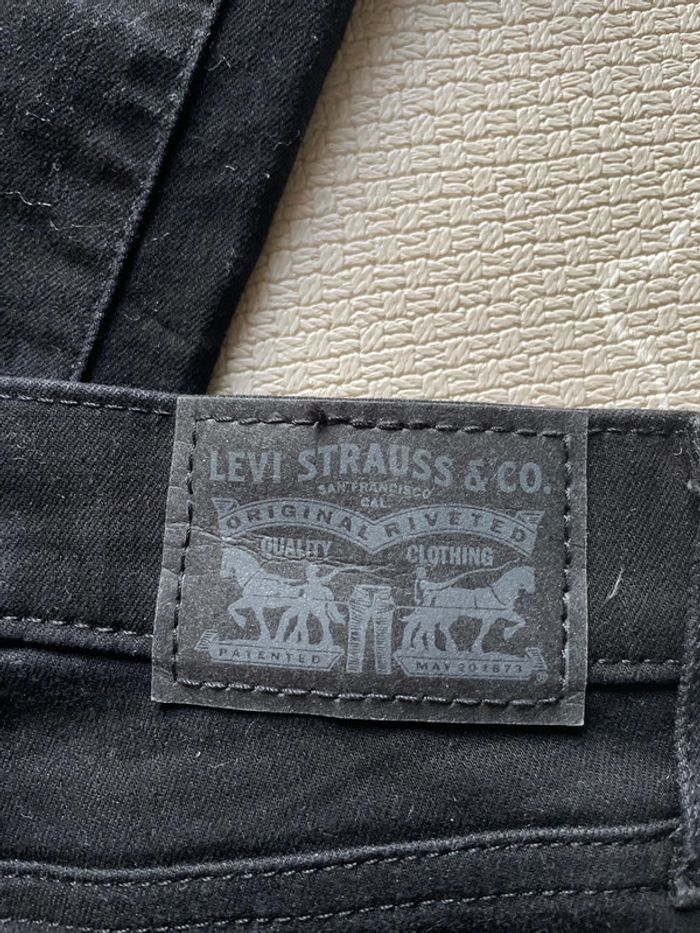 LEVI STRAUSS & CO.
SAN FRANCISCO
CAL
ORIGINAL RIVETED
QUALITY CLOTHING
PATENTED MAY 20 1873
®